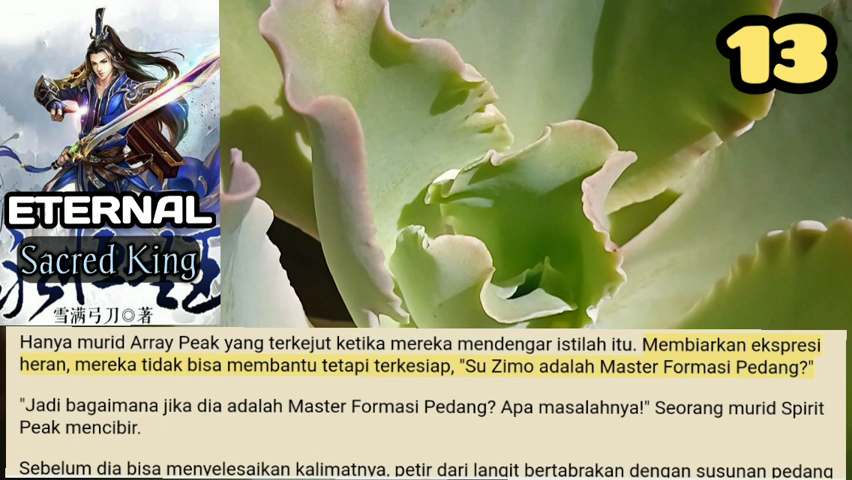 13
ETERNAL
Sacred King
雪满弓刀◎著
Hanya murid Array Peak yang terkejut ketika mereka mendengar istilah itu. Membiarkan ekspresi
heran, mereka tidak bisa membantu tetapi terkesiap, "Su Zimo adalah Master Formasi Pedang?"
"Jadi bagaimana jika dia adalah Master Formasi Pedang? Apa masalahnya!" Seorang murid Spirit
Peak mencibir.
Sebelum dia bisa menyelesaikan kalimatnya, petir dari langit bertabrakan dengan susunan pedang